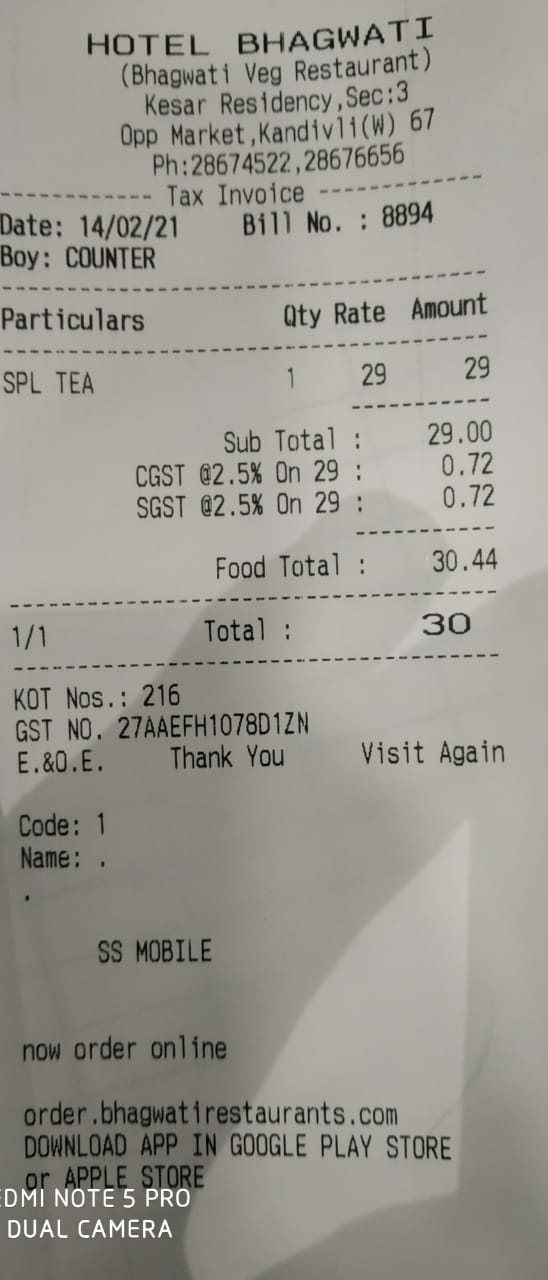 HOTEL BHAGWATI
(Bhagwati Veg Restaurant)
Kesar Residency,Sec:3
Opp Market,Kandivli(W) 67
Ph:28674522,28676656
------------ Tax Invoice -------------
Date: 14/02/21 Bill No. : 8894
Boy: COUNTER
Particulars Qty Rate Amount
SPL TEA 1 29 29
Sub Total : 29.00
CGST @2.5% On 29 : 0.72
SGST @2.5% On 29 : 0.72
Food Total : 30.44
1/1 Total : 30
KOT Nos.: 216
GST NO. 27AAEFH1078D1ZN
E.&O.E. Thank You Visit Again
Code: 1
Name: .
.
SS MOBILE
now order online
order.bhagwatirestaurants.com
DOWNLOAD APP IN GOOGLE PLAY STORE
or APPLE STORE
EDMI NOTE 5 PRO
DUAL CAMERA